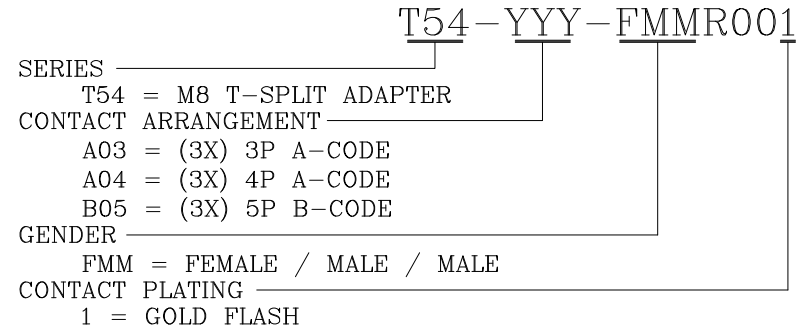 T54-YYY-FMMR001
SERIES
T54 = M8 T-SPLIT ADAPTER
CONTACT ARRANGEMENT
A03 = (3X) 3P A-CODE
A04 = (3X) 4P A-CODE
B05 = (3X) 5P B-CODE
GENDER
FMM = FEMALE / MALE / MALE
CONTACT PLATING
1 = GOLD FLASH